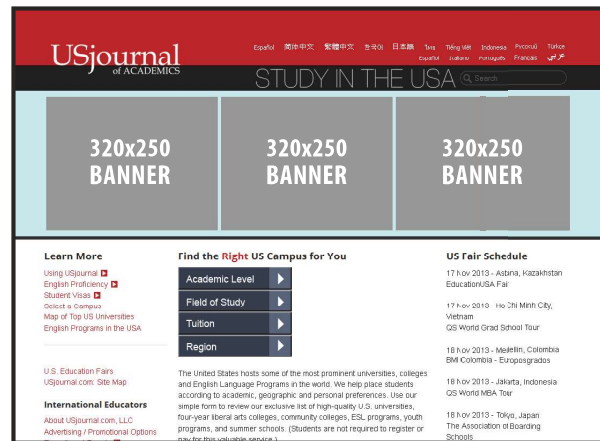 USjournal
of ACADEMICS
Español 简体中文 繁體中文 한국어 日本語 ไทย Tiếng Việt Indonesia Русский Türkçe
Español Italiano Português Français عربي
STUDY IN THE USA
Search
320x250
BANNER
320x250
BANNER
320x250
BANNER
Learn More
Using USjournal
English Proficiency
Student Visas
Select a Campus
Map of Top US Universities
English Programs in the USA
U.S. Education Fairs
USjournal.com: Site Map
International Educators
About USjournal.com, LLC
Advertising / Promotional Options
Find the Right US Campus for You
Academic Level
Field of Study
Tuition
Region
The United States hosts some of the most prominent universities, colleges
and English Language Programs in the world. We help place students
according to academic, geographic and personal preferences. Use our
simple form to review our exclusive list of high-quality U.S. universities,
four-year liberal arts colleges, community colleges, ESL programs, youth
programs, and summer schools. (Students are not required to register or
pay for this valuable service.)
US Fair Schedule
17 Nov 2013 - Astana, Kazakhstan
EducationUSA Fair
17 Nov 2013 - Ho Chi Minh City,
Vietnam
QS World Grad School Tour
18 Nov 2013 - Medellin, Colombia
BMI Colombia - Europosgrados
18 Nov 2013 - Jakarta, Indonesia
QS World MBA Tour
18 Nov 2013 - Tokyo, Japan
The Association of Boarding
Schools